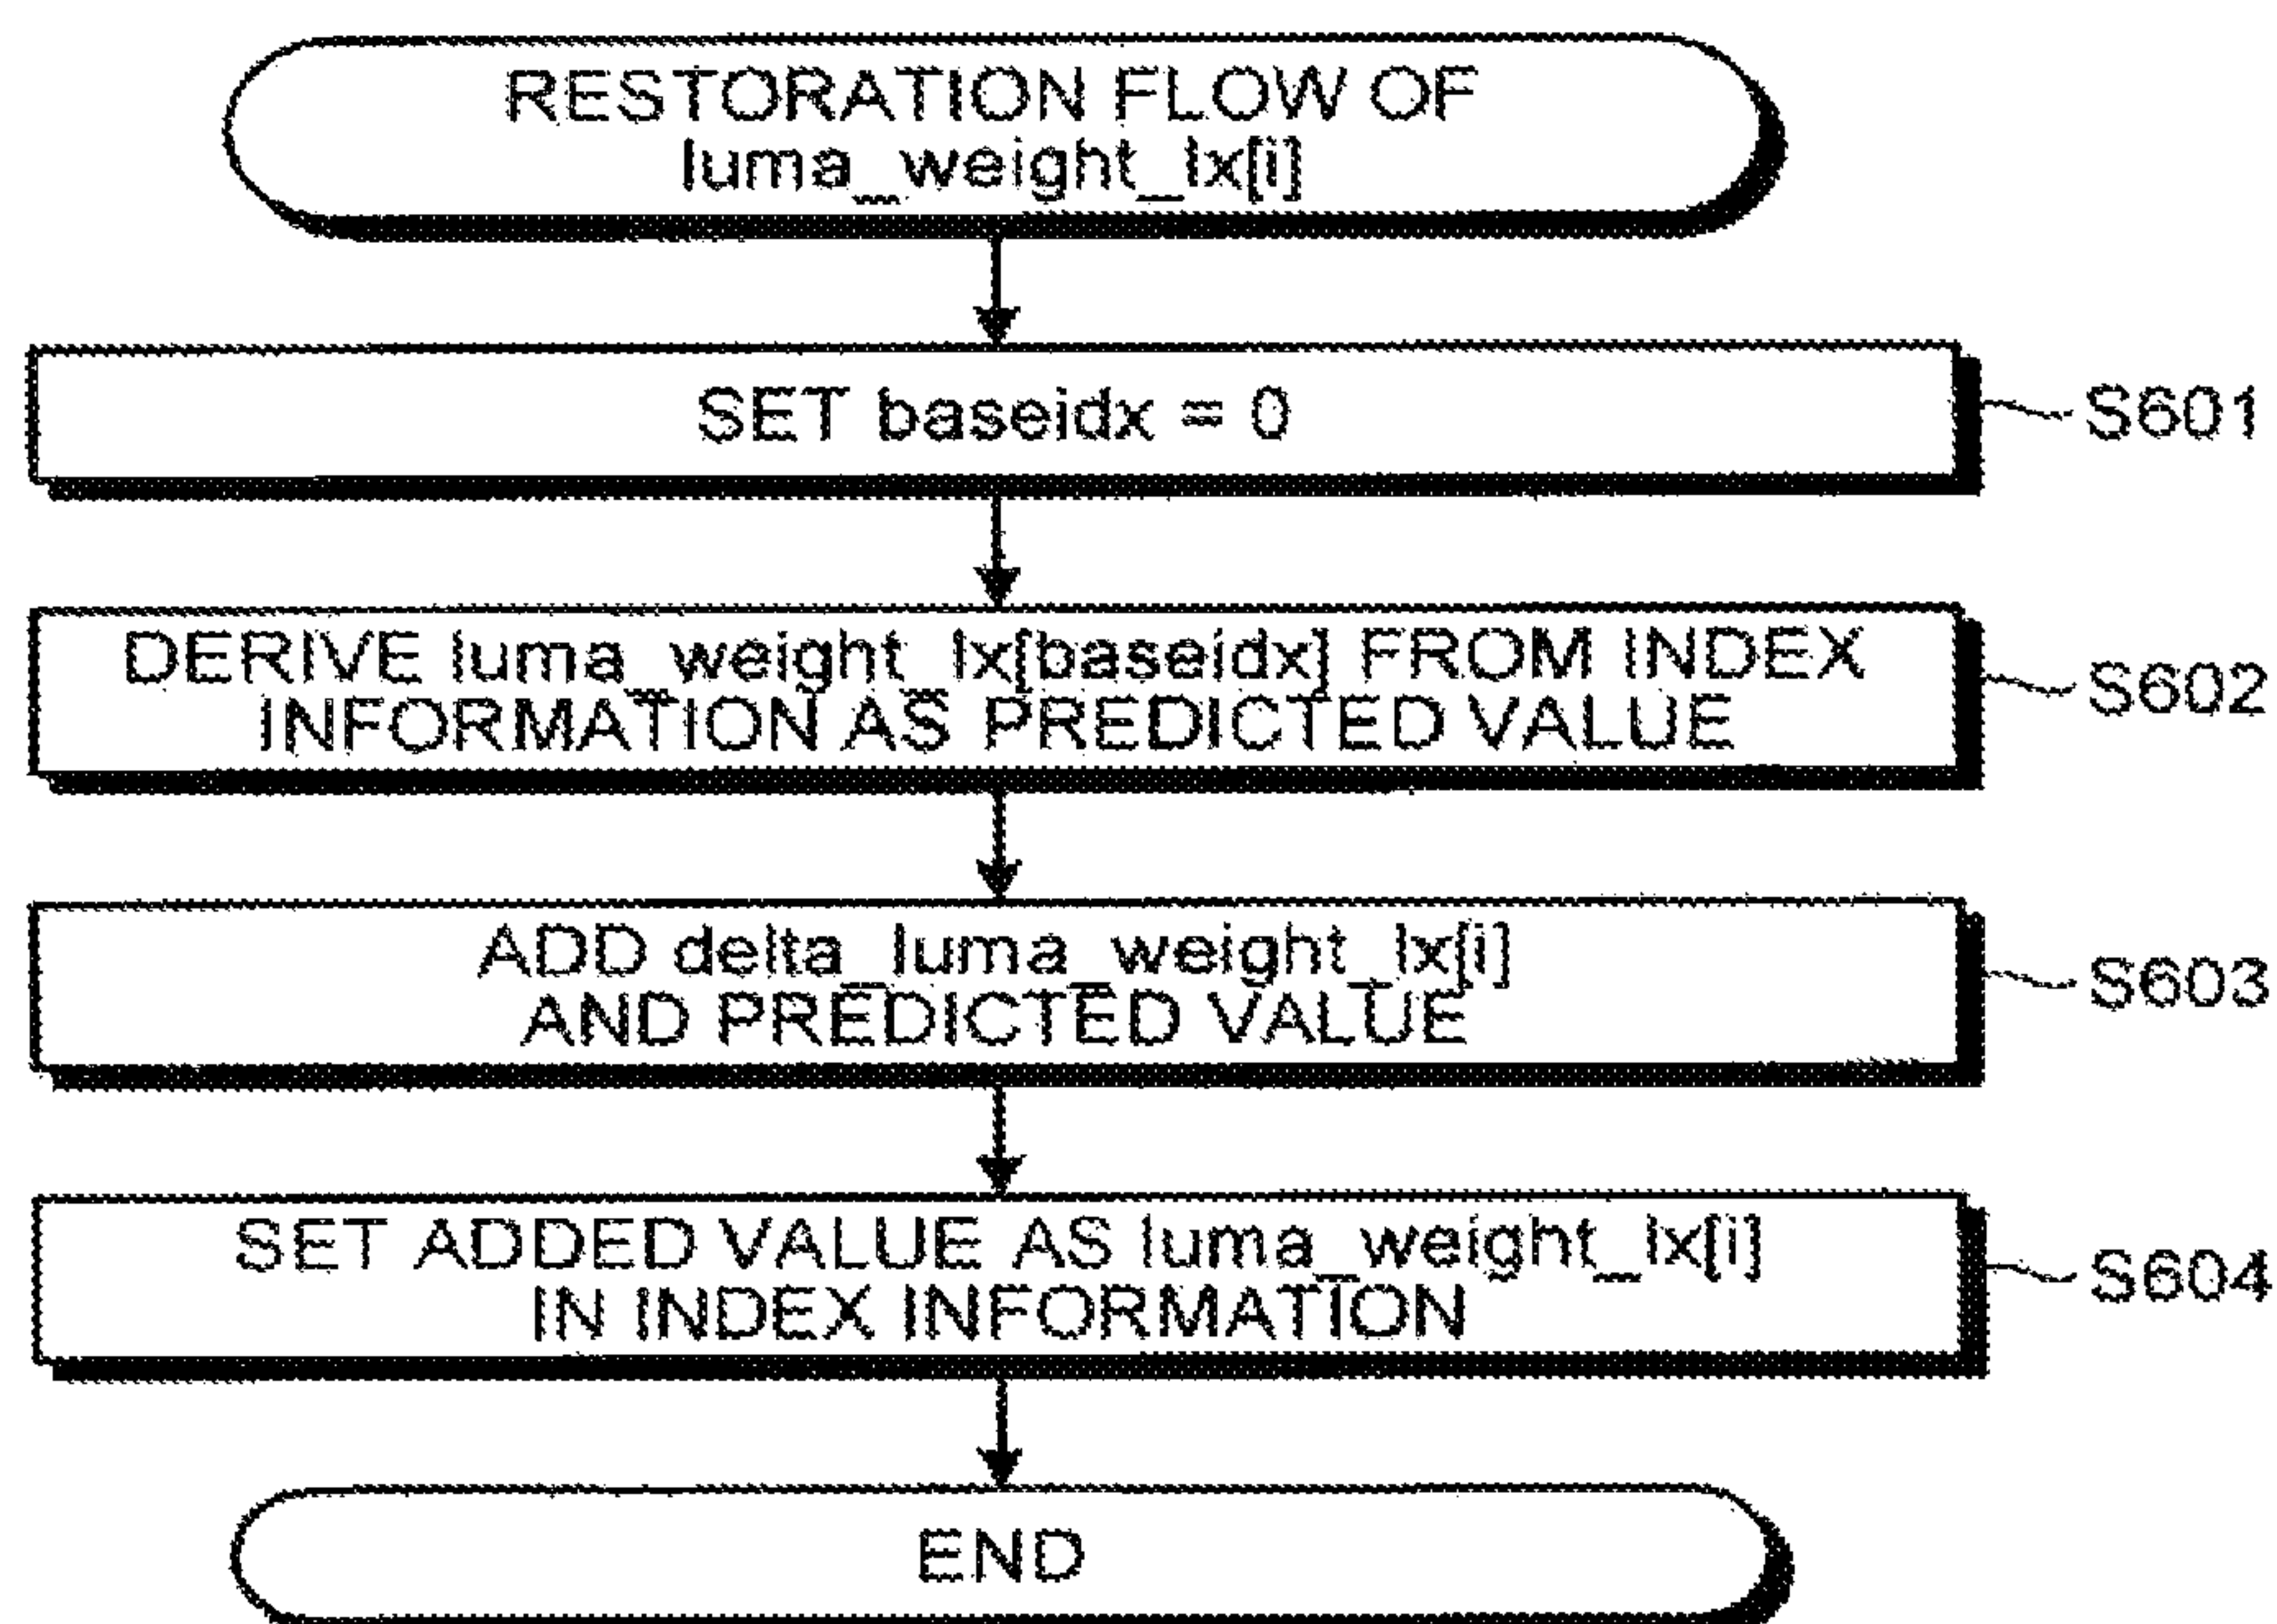 RESTORATION FLOW OF
luma_weight_lx[i]
SET baseidx = 0
S601
DERIVE luma_weight_lx[baseidx] FROM INDEX
INFORMATION AS PREDICTED VALUE
S602
ADD delta_luma_weight_lx[i]
AND PREDICTED VALUE
S603
SET ADDED VALUE AS luma_weight_lx[i]
IN INDEX INFORMATION
S604
END